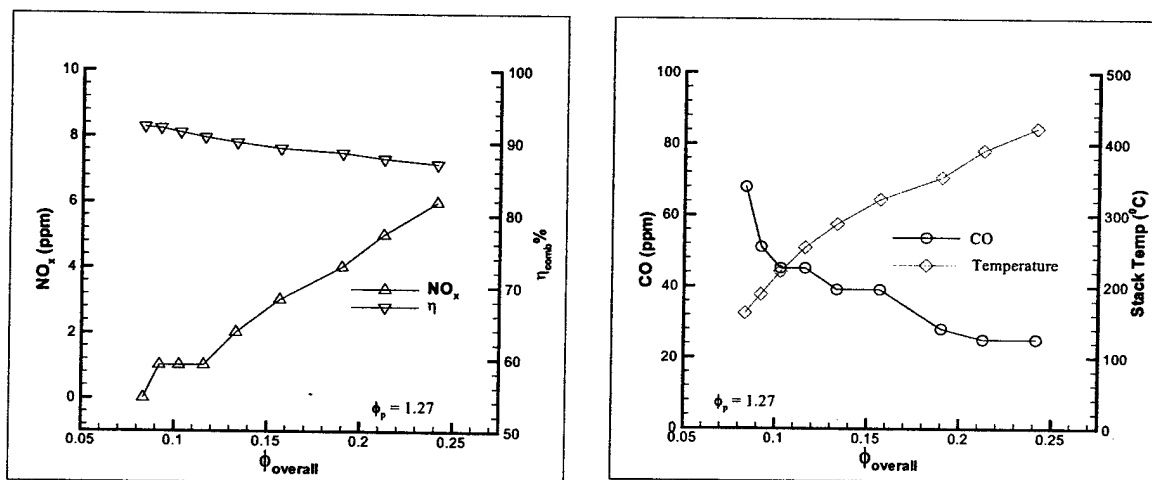 10
8
6
4
2
0
NOx (ppm)
100
90
80
70
60
50
ηcomb%
NOx
η
ϕp = 1.27
0.05
0.1
0.15
0.2
0.25
ϕoverall
100
80
60
40
20
0
CO (ppm)
500
400
300
200
100
0
Stack Temp (⁰C)
CO
Temperature
ϕp = 1.27
0.05
0.1
0.15
0.2
0.25
ϕoverall